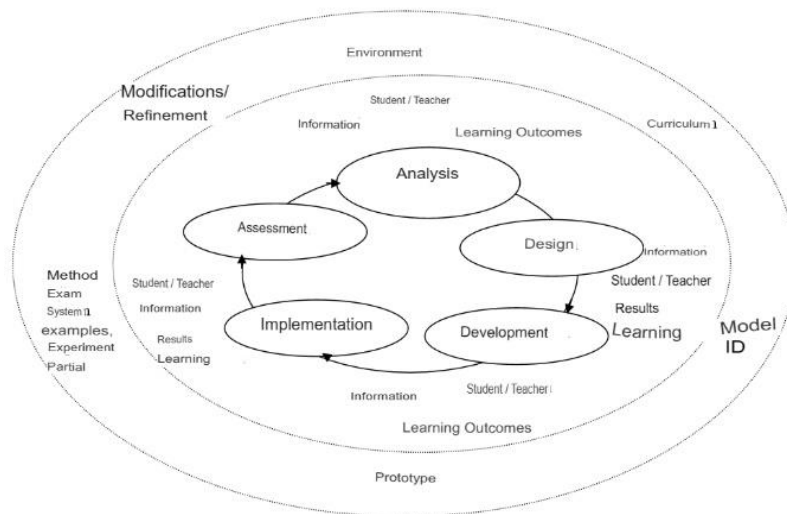 Environment
Modifications/
Refinement
Student / Teacher
Information
Learning Outcomes
Curriculum1
Analysis
Assessment
Design
Information
Student / Teacher
Results
Learning
Method
Exam
System
examples,
Experiment
Partial
Student / Teacher
Information
Results
Learning
Implementation
Development
Model
ID
Information
Student / Teacher
Learning Outcomes
Prototype